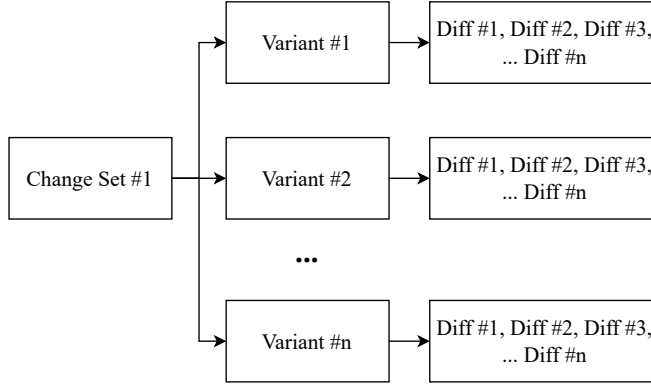 Variant #1
Diff #1, Diff #2, Diff #3,
... Diff #n
Change Set #1
Variant #2
Diff #1, Diff #2, Diff #3,
... Diff #n
...
Variant #n
Diff #1, Diff #2, Diff #3,
... Diff #n